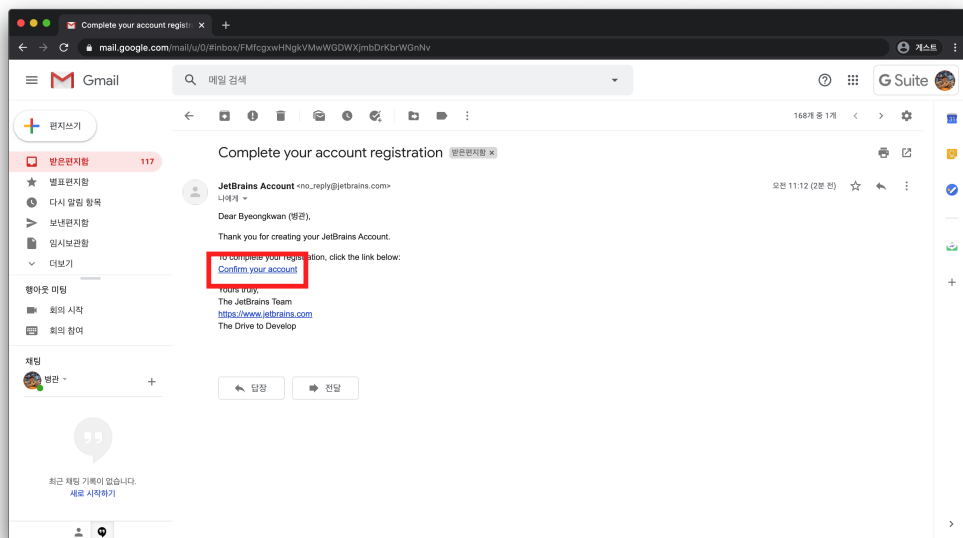 Complete your account registr
mail.google.com/mail/u/0/#inbox/FMfcgxwHNgkVMwWGDWXjmbDrKbrWGnNv
게스트
Gmail
메일 검색
G Suite
편지쓰기
168개 중 1개
받은편지함 117
별표편지함
다시 알림 항목
보낸편지함
임시보관함
더보기
행아웃 미팅
회의 시작
회의 참여
채팅
병관
최근 채팅 기록이 없습니다.
새로 시작하기
Complete your account registration 받은편지함 ×
JetBrains Account <no_reply@jetbrains.com>
오전 11:12 (2분 전)
나에게
Dear Byeongkwan (병관),
Thank you for creating your JetBrains Account.
To complete your registration, click the link below:
Confirm your account
Yours truly,
The JetBrains Team
https://www.jetbrains.com
The Drive to Develop
답장
전달
31